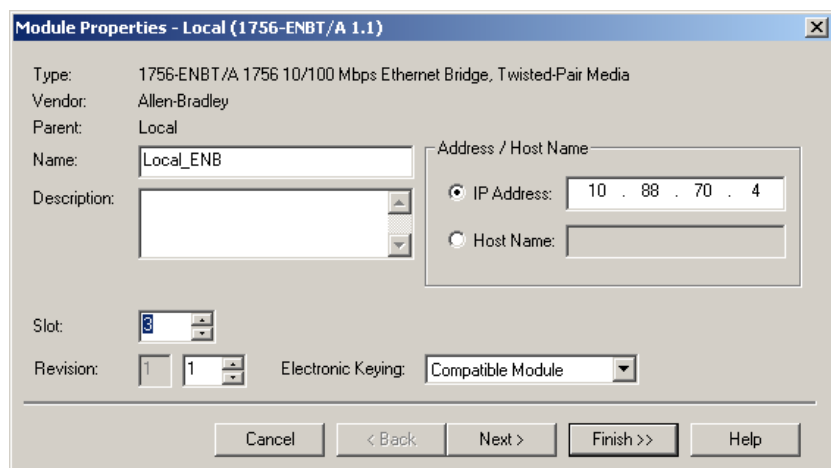 Module Properties - Local (1756-ENBT/A 1.1)
Type: 1756-ENBT/A 1756 10/100 Mbps Ethernet Bridge, Twisted-Pair Media
Vendor: Allen-Bradley
Parent: Local
Name: Local_ENB
Description:
Address / Host Name
IP Address: 10 . 88 . 70 . 4
Host Name:
Slot: 3
Revision: 1 1 Electronic Keying: Compatible Module
Cancel < Back Next > Finish >> Help